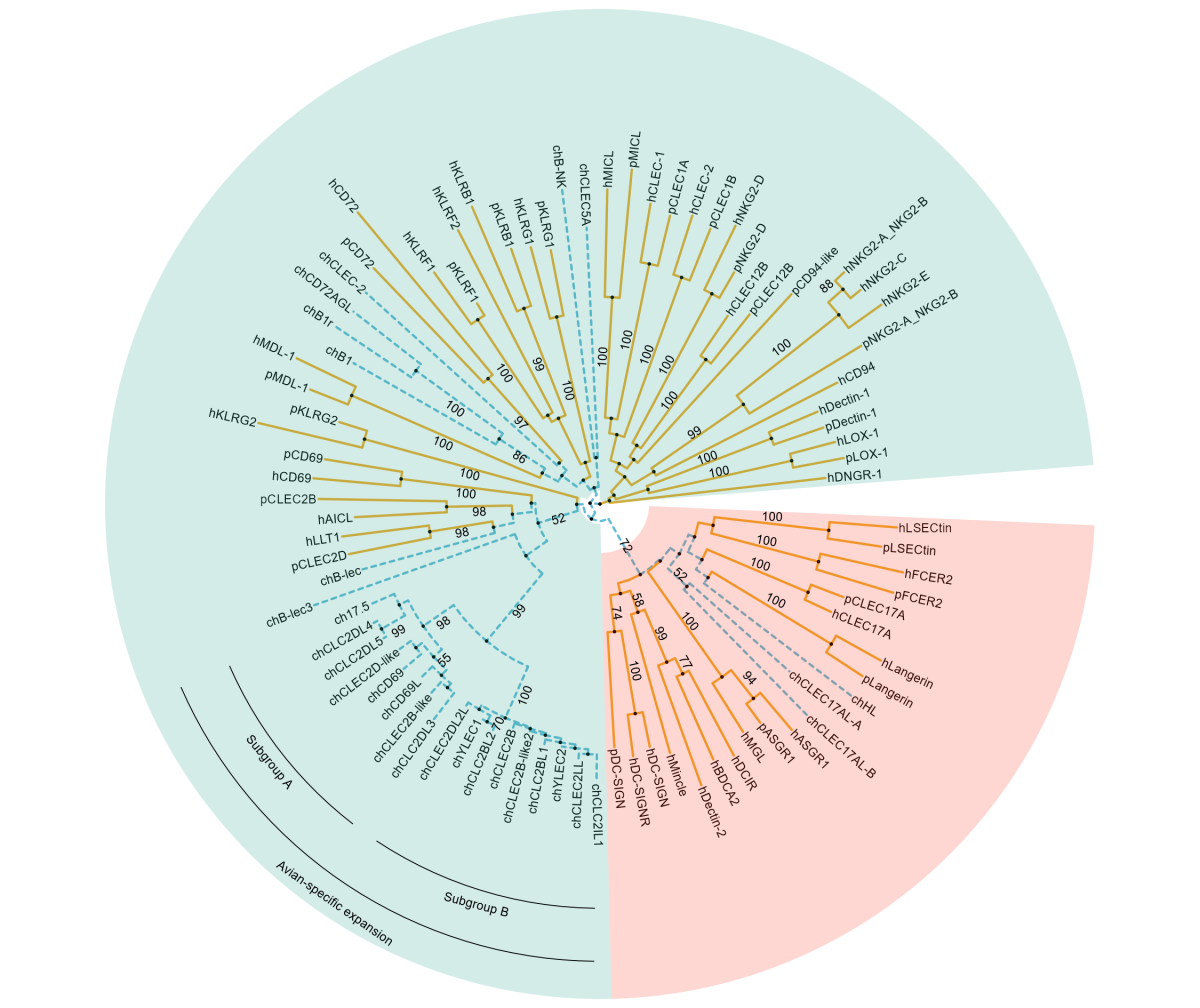 hCD72
pCD72
chCLEC-2
chCD72AGL
chB1r
chB1
hMDL-1
pMDL-1
hKLRG2
pKLRG2
pCD69
hCD69
pCLEC2B
hAICL
hLLT1
pCLEC2D
chB-lec
chB-lec3
ch17.5
chCLC2DL4
chCLC2DL5
chCLEC2D-like
chCD69
chCD69L
chCLEC2B-like
chCLC2DL3
chCLEC2DL2L
chYLEC1
chCLC2BL2
chCLEC2B
chCLEC2B-like2
chCLC2BL1
chYLEC2
chCLEC2ILL
chCLC2IL1
hKLRF1
pKLRF1
hKLRF2
hKLRB1
pKLRB1
hKLRG1
pKLRG1
chB-NK
chCLEC5A
hMICL
pMICL
hCLEC-1
pCLEC1A
hCLEC-2
pCLEC1B
hNKG2-D
pNKG2-D
hCLEC12B
pCLEC12B
pCD94-like
hNKG2-A_NKG2-B
hNKG2-C
hNKG2-E
pNKG2-A_NKG2-B
hCD94
hDectin-1
pDectin-1
hLOX-1
pLOX-1
hDNGR-1
hLSECtin
pLSECtin
hFCER2
pFCER2
pCLEC17A
hCLEC17A
hLangerin
pLangerin
chHL
chCLEC17AL-A
chCLEC17AL-B
hASGR1
pASGR1
hMGL
hDCIR
hBDCA2
hDectin-2
hMincle
hDC-SIGN
hDC-SIGNR
pDC-SIGN
100
99
100
97
100
86
100
100
100
98
98
52
99
98
99
55
100
70
100
100
100
100
100
88
100
99
100
100
72
100
100
100
100
52
100
94
77
99
58
74
100
Subgroup A
Subgroup B
Avian-specific expansion